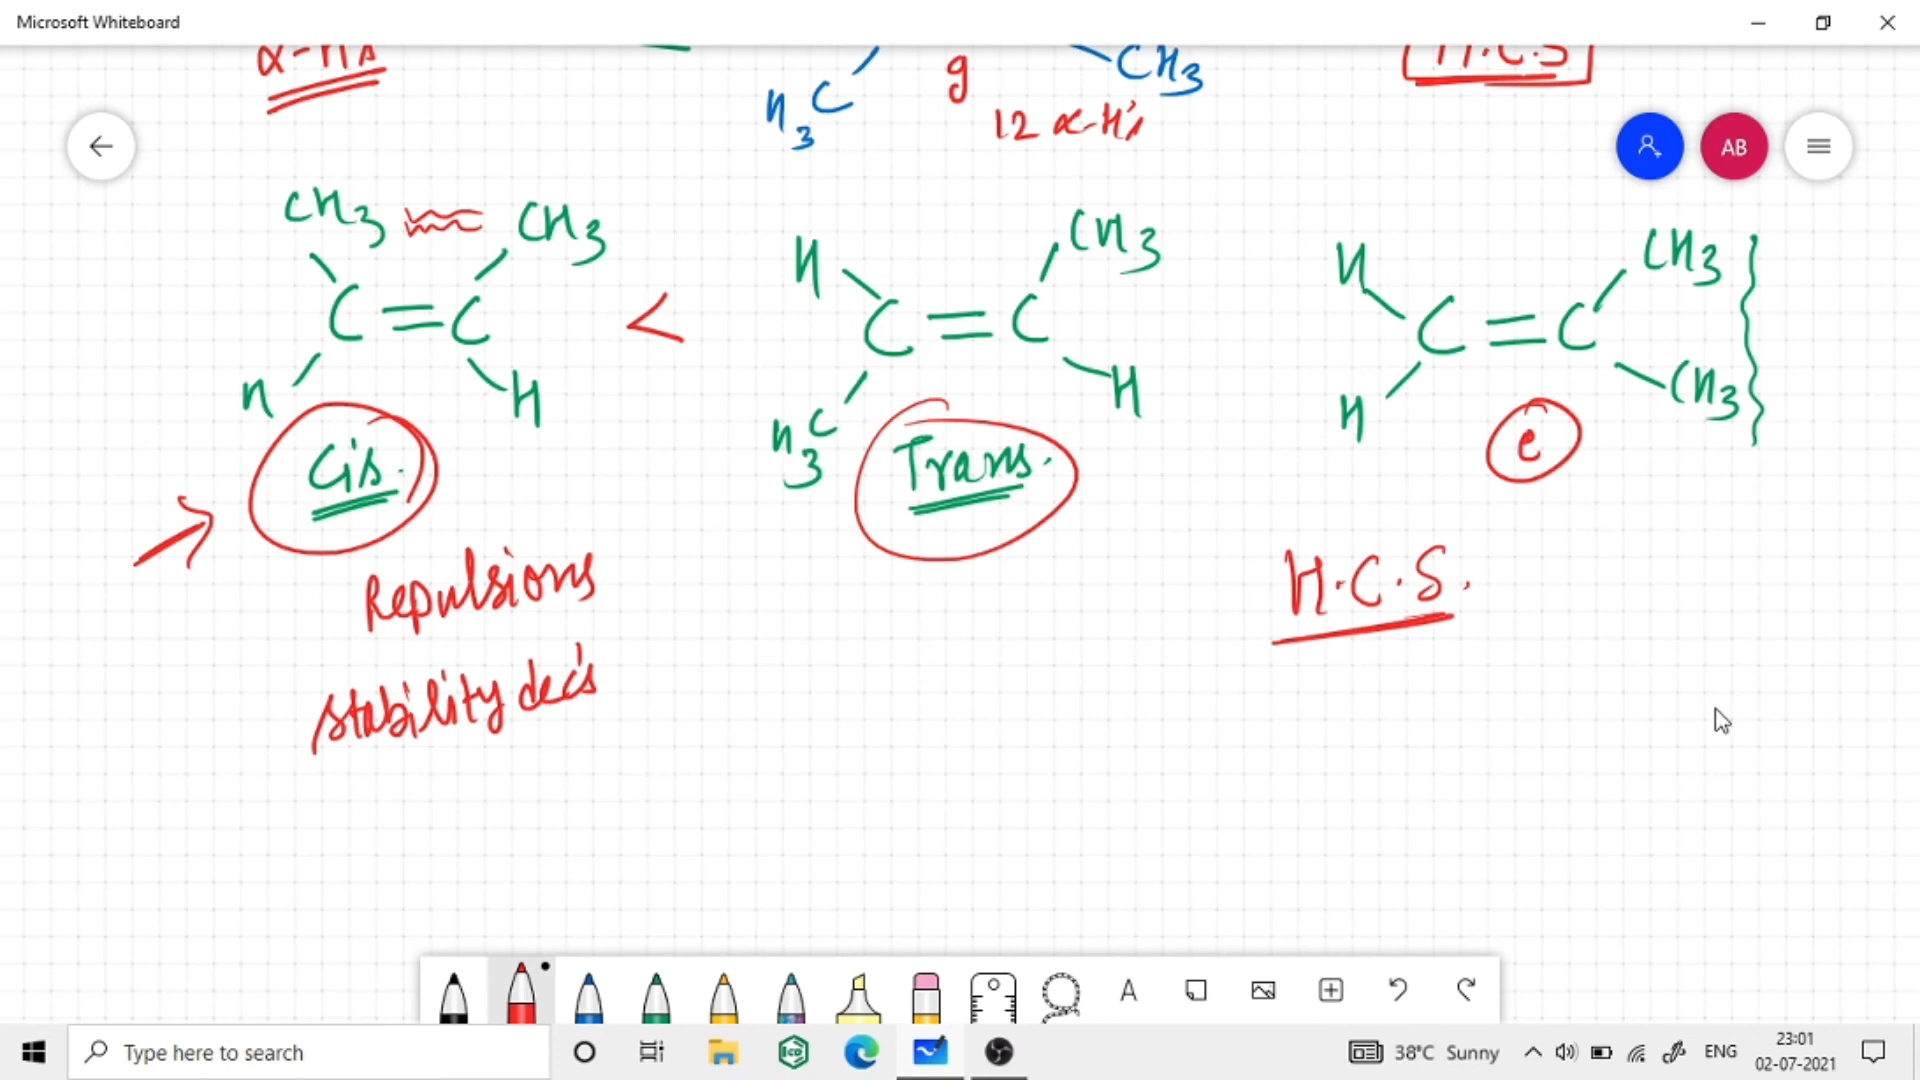 Microsoft Whiteboard
α-H's
H3C
g
CH3
12 α-H's
H.C.S
AB
CH3 CH3
C = C
H H
Cis.
<
H CH3
C = C
H3C H
Trans.
H CH3
C = C
H CH3
e
Repulsions
stability dec's
H.C.S.
Type here to search
38°C Sunny
ENG
23:01
02-07-2021